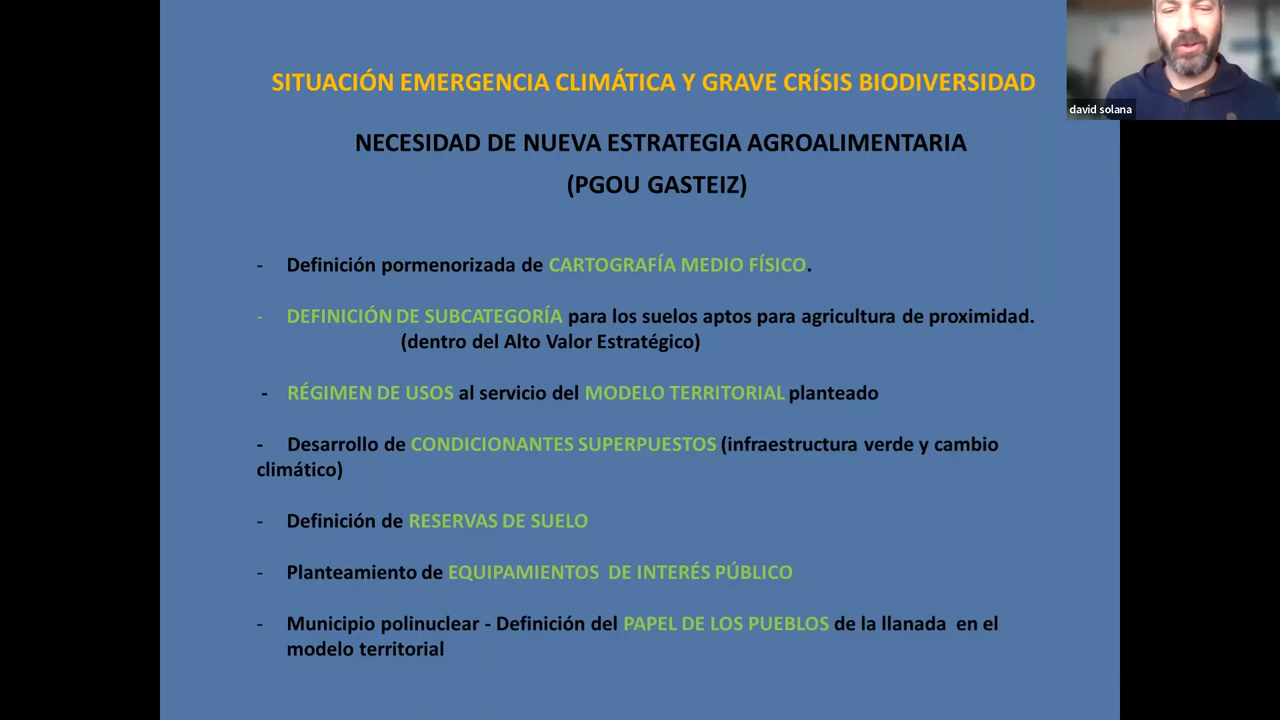 SITUACIÓN EMERGENCIA CLIMÁTICA Y GRAVE CRÍSIS BIODIVERSIDAD
david solana
NECESIDAD DE NUEVA ESTRATEGIA AGROALIMENTARIA
(PGOU GASTEIZ)
- Definición pormenorizada de CARTOGRAFÍA MEDIO FÍSICO.
- DEFINICIÓN DE SUBCATEGORÍA para los suelos aptos para agricultura de proximidad.
(dentro del Alto Valor Estratégico)
- RÉGIMEN DE USOS al servicio del MODELO TERRITORIAL planteado
- Desarrollo de CONDICIONANTES SUPERPUESTOS (infraestructura verde y cambio
climático)
- Definición de RESERVAS DE SUELO
- Planteamiento de EQUIPAMIENTOS DE INTERÉS PÚBLICO
- Municipio polinuclear - Definición del PAPEL DE LOS PUEBLOS de la llanada en el
modelo territorial